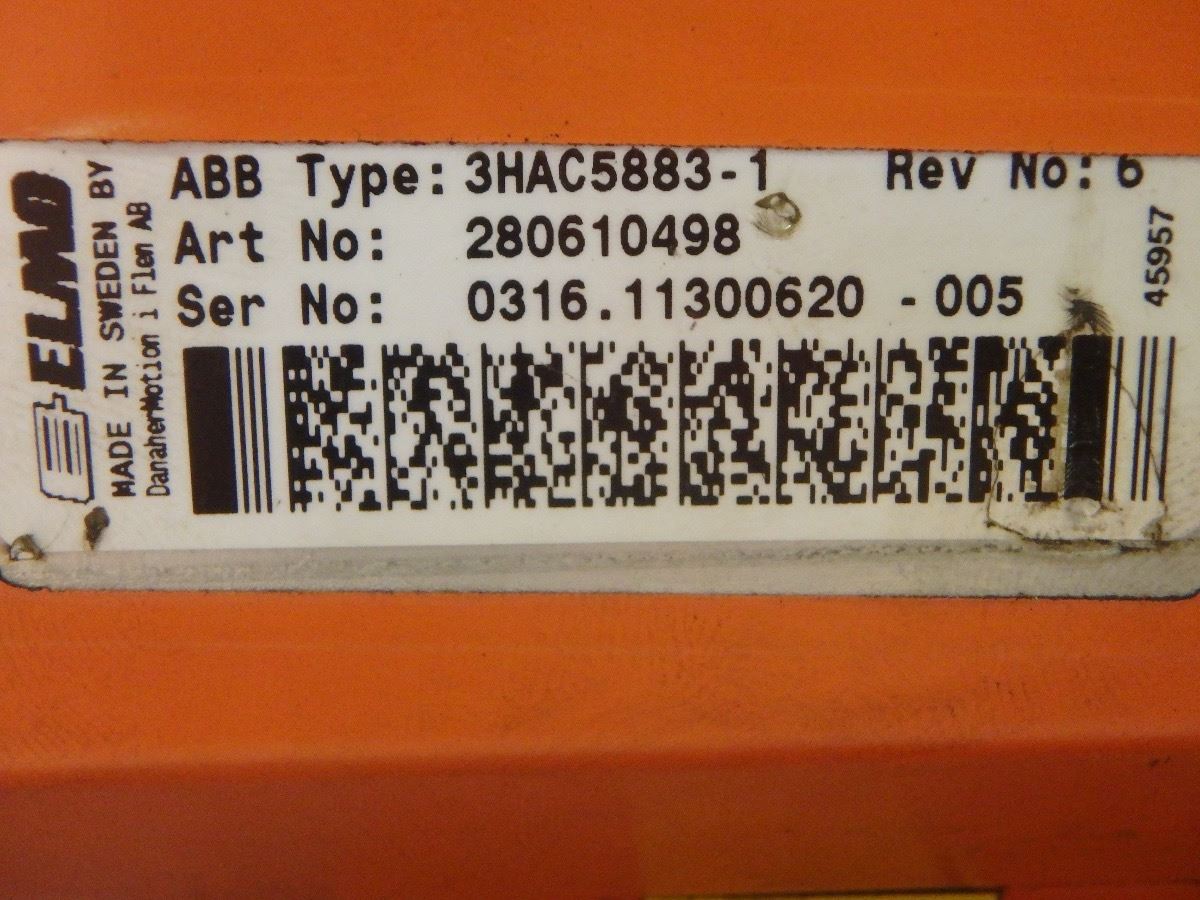 ABB Type: 3HAC5883-1 Rev No: 6
Art No: 280610498
Ser No: 0316.11300620 -005
45957
ELMO
MADE IN SWEDEN BY
DanaherMotion i Flen AB